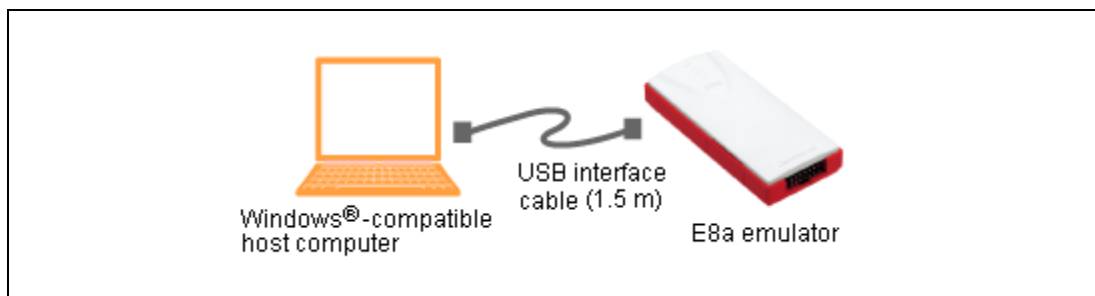 USB interface
cable (1.5 m)
Windows®-compatible
host computer
E8a emulator